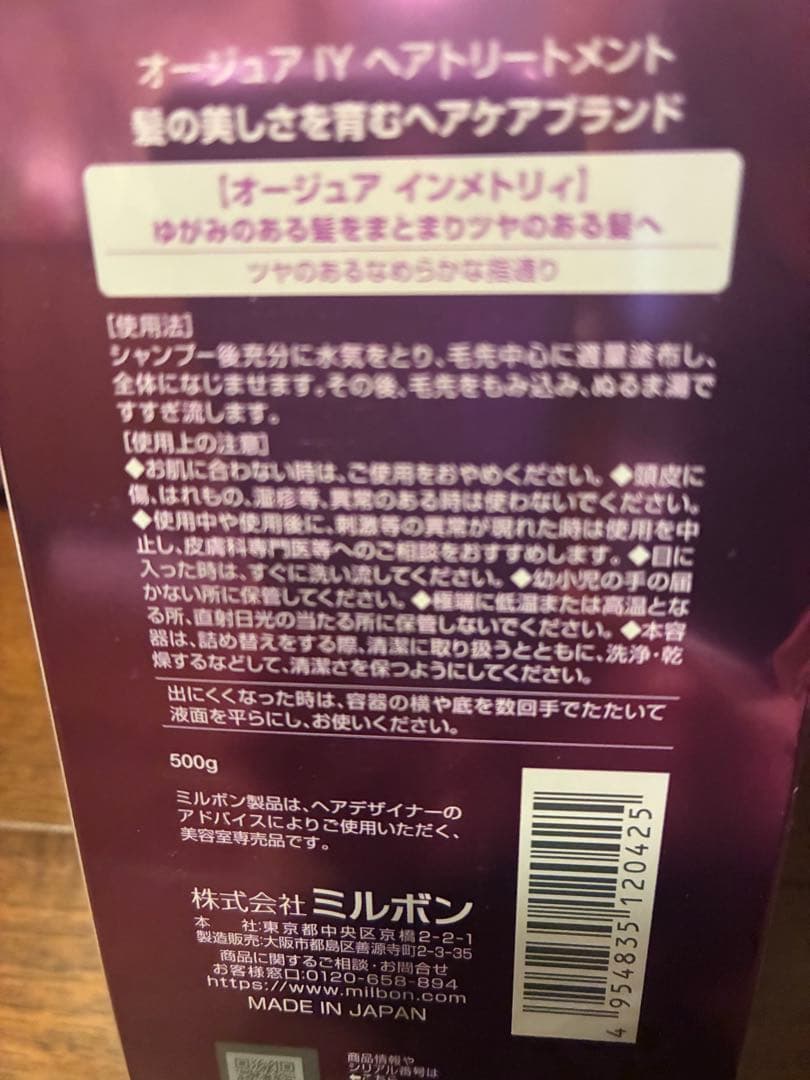 オージュア IY ヘアトリートメント
髪の美しさを育むヘアケアブランド
[オージュア インメトリィ]
ゆがみのある髪をまとまりツヤのある髪へ
ツヤのあるなめらかな指通り
[使用法]
シャンプー後充分に水気をとり、毛先中心に適量塗布し、
全体になじませます。その後、毛先をもみ込み、ぬるま湯で
すすぎ流します。
[使用上の注意]
◆お肌に合わない時は、ご使用をおやめください。◆頭皮に
傷、はれもの、湿疹等、異常のある時は使わないでください。
◆使用中や使用後に、刺激等の異常が現れた時は使用を中
止し、皮膚科専門医等へのご相談をおすすめします。◆目に
入った時は、すぐに洗い流してください。◆幼小児の手の届
かない所に保管してください。◆極端に低温または高温とな
る所、直射日光の当たる所に保管しないでください。◆本容
器は、詰め替えをする際、清潔に取り扱うとともに、洗浄・乾
燥するなどして、清潔さを保つようにしてください。
出にくくなった時は、容器の横や底を数回手でたたいて
液面を平らにし、お使いください。
500g
ミルボン製品は、ヘアデザイナーの
アドバイスによりご使用いただく、
美容室専売品です。
株式会社 ミルボン
本 社:東京都中央区京橋2-2-1
製造販売:大阪市都島区善源寺町2-3-35
商品に関するご相談・お問合せ
お客様窓口:0120-658-894
https://www.milbon.com
MADE IN JAPAN
4 954835 120425
商品情報や
シリアル番号は
←こちら